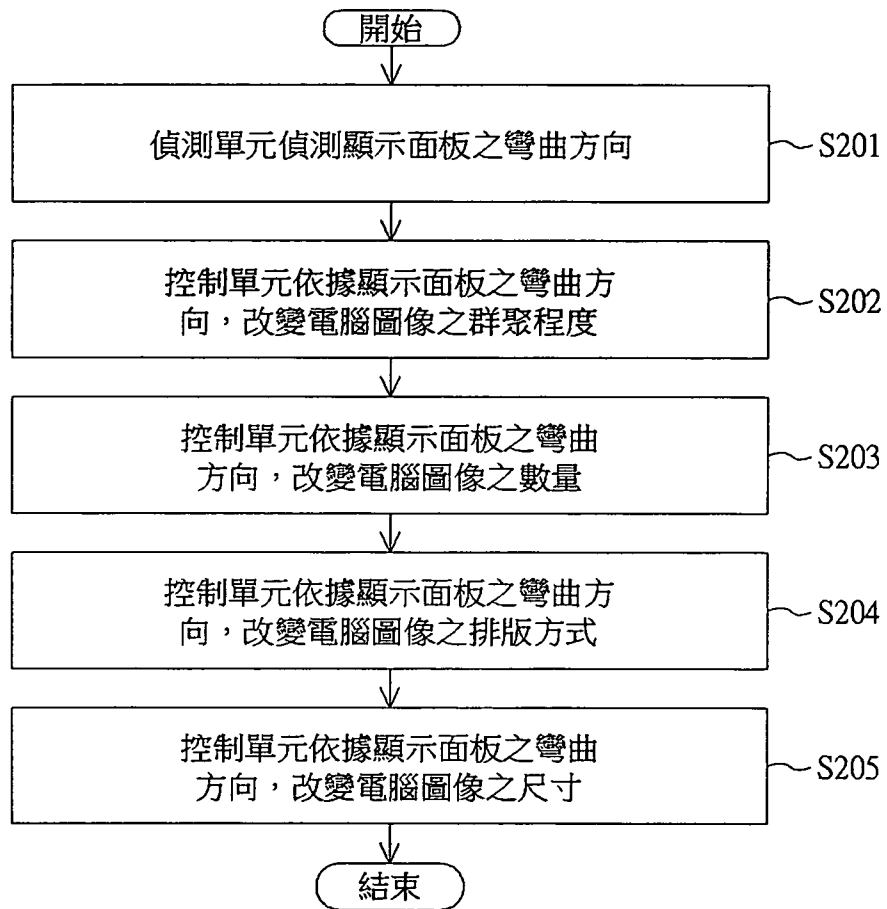 開始
偵測單元偵測顯示面板之彎曲方向
S201
控制單元依據顯示面板之彎曲方
向，改變電腦圖像之群聚程度
S202
控制單元依據顯示面板之彎曲
方向，改變電腦圖像之數量
S203
控制單元依據顯示面板之彎曲方
向，改變電腦圖像之排版方式
S204
控制單元依據顯示面板之彎曲
方向，改變電腦圖像之尺寸
S205
結束